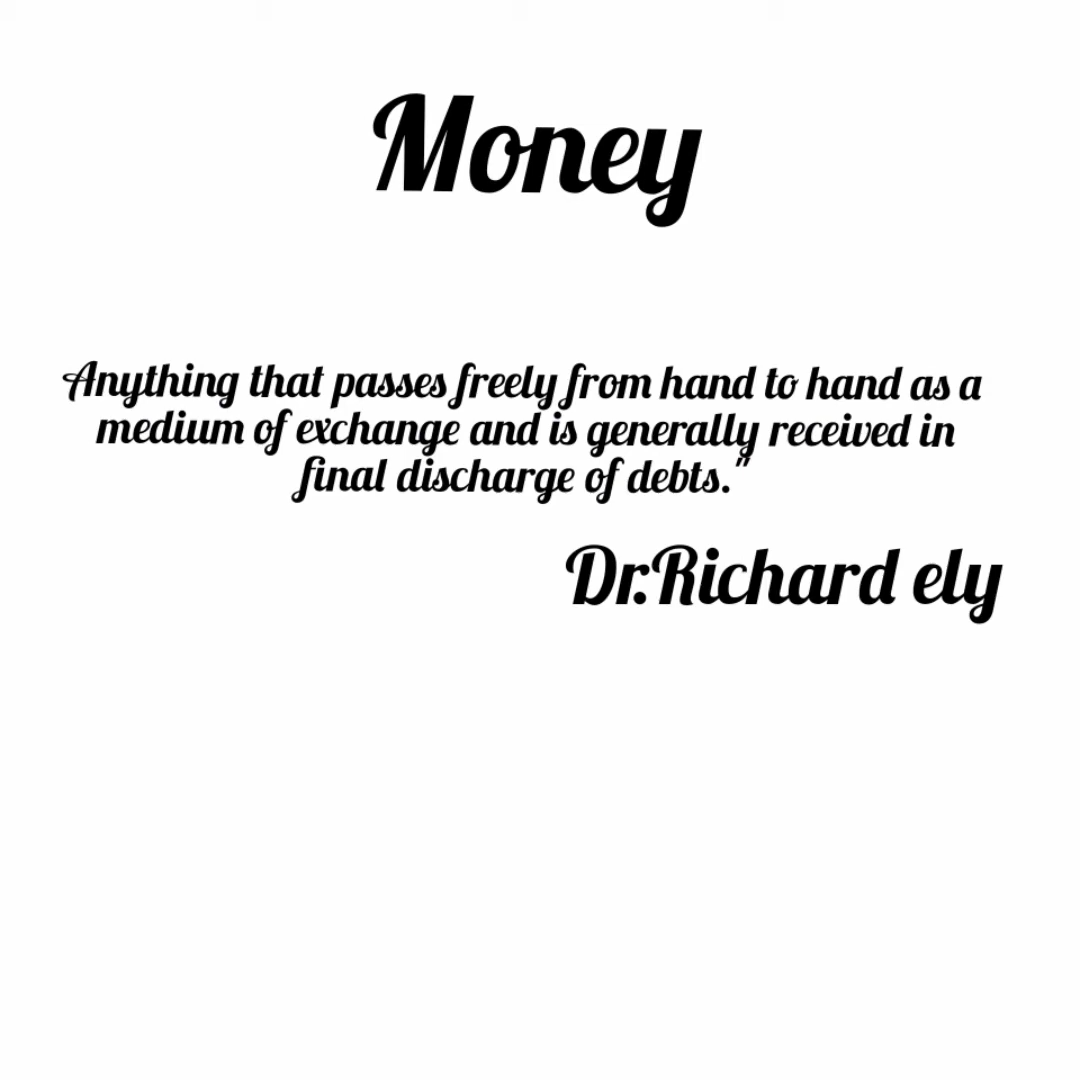 Money
Anything that passes freely from hand to hand as a
medium of exchange and is generally received in
final discharge of debts."
Dr.Richard ely